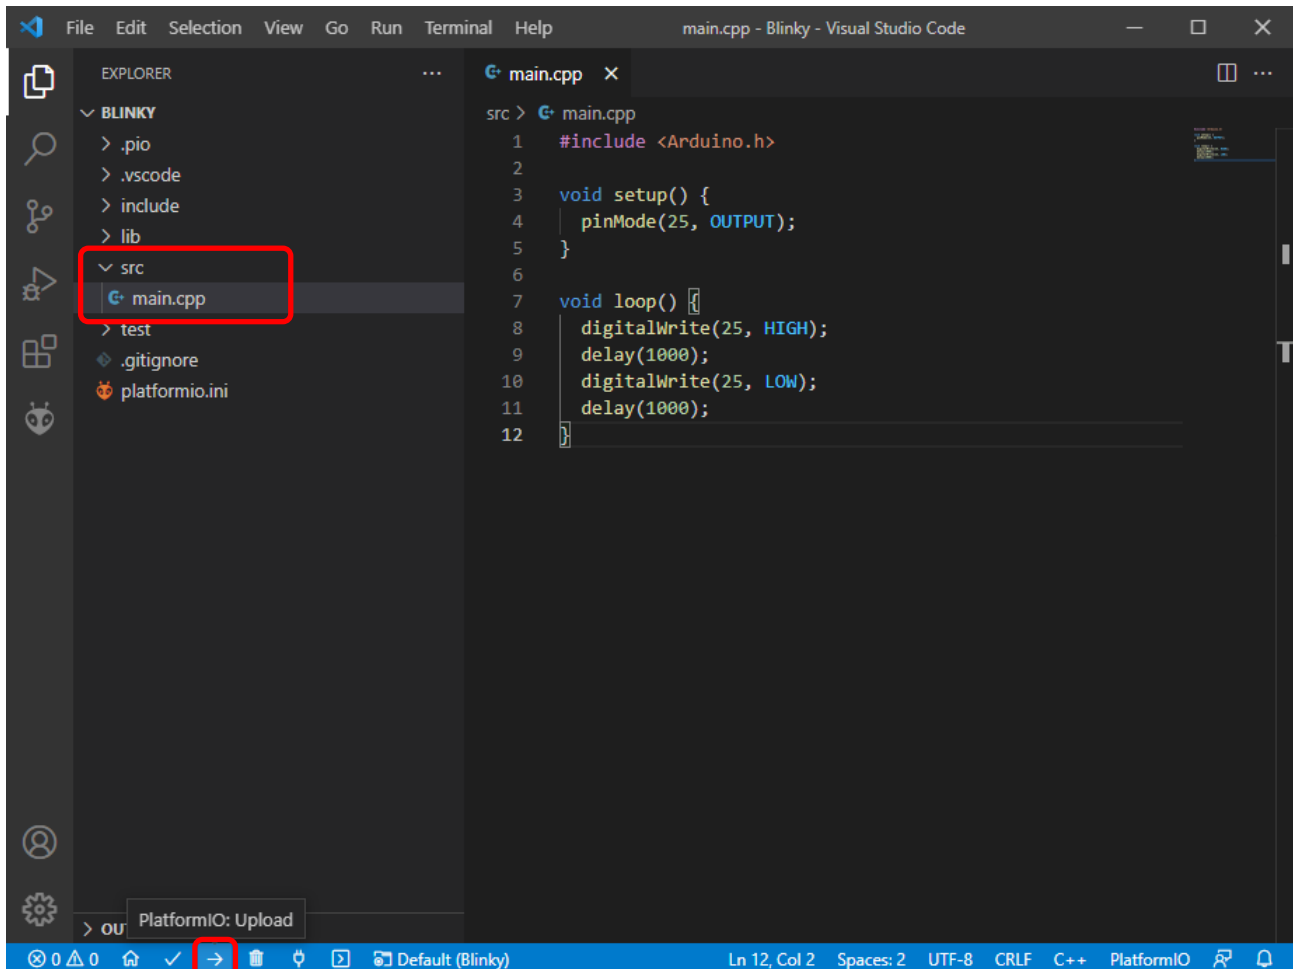 File Edit Selection View Go Run Terminal Help main.cpp - Blinky - Visual Studio Code
EXPLORER
BLINKY
.pio
.vscode
include
lib
src
main.cpp
test
.gitignore
platformio.ini
main.cpp
src > main.cpp
1 #include <Arduino.h>
2
3 void setup() {
4 pinMode(25, OUTPUT);
5 }
6
7 void loop() {
8 digitalWrite(25, HIGH);
9 delay(1000);
10 digitalWrite(25, LOW);
11 delay(1000);
12 }
PlatformIO: Upload
OU
0 0 Default (Blinky) Ln 12, Col 2 Spaces: 2 UTF-8 CRLF C++ PlatformIO